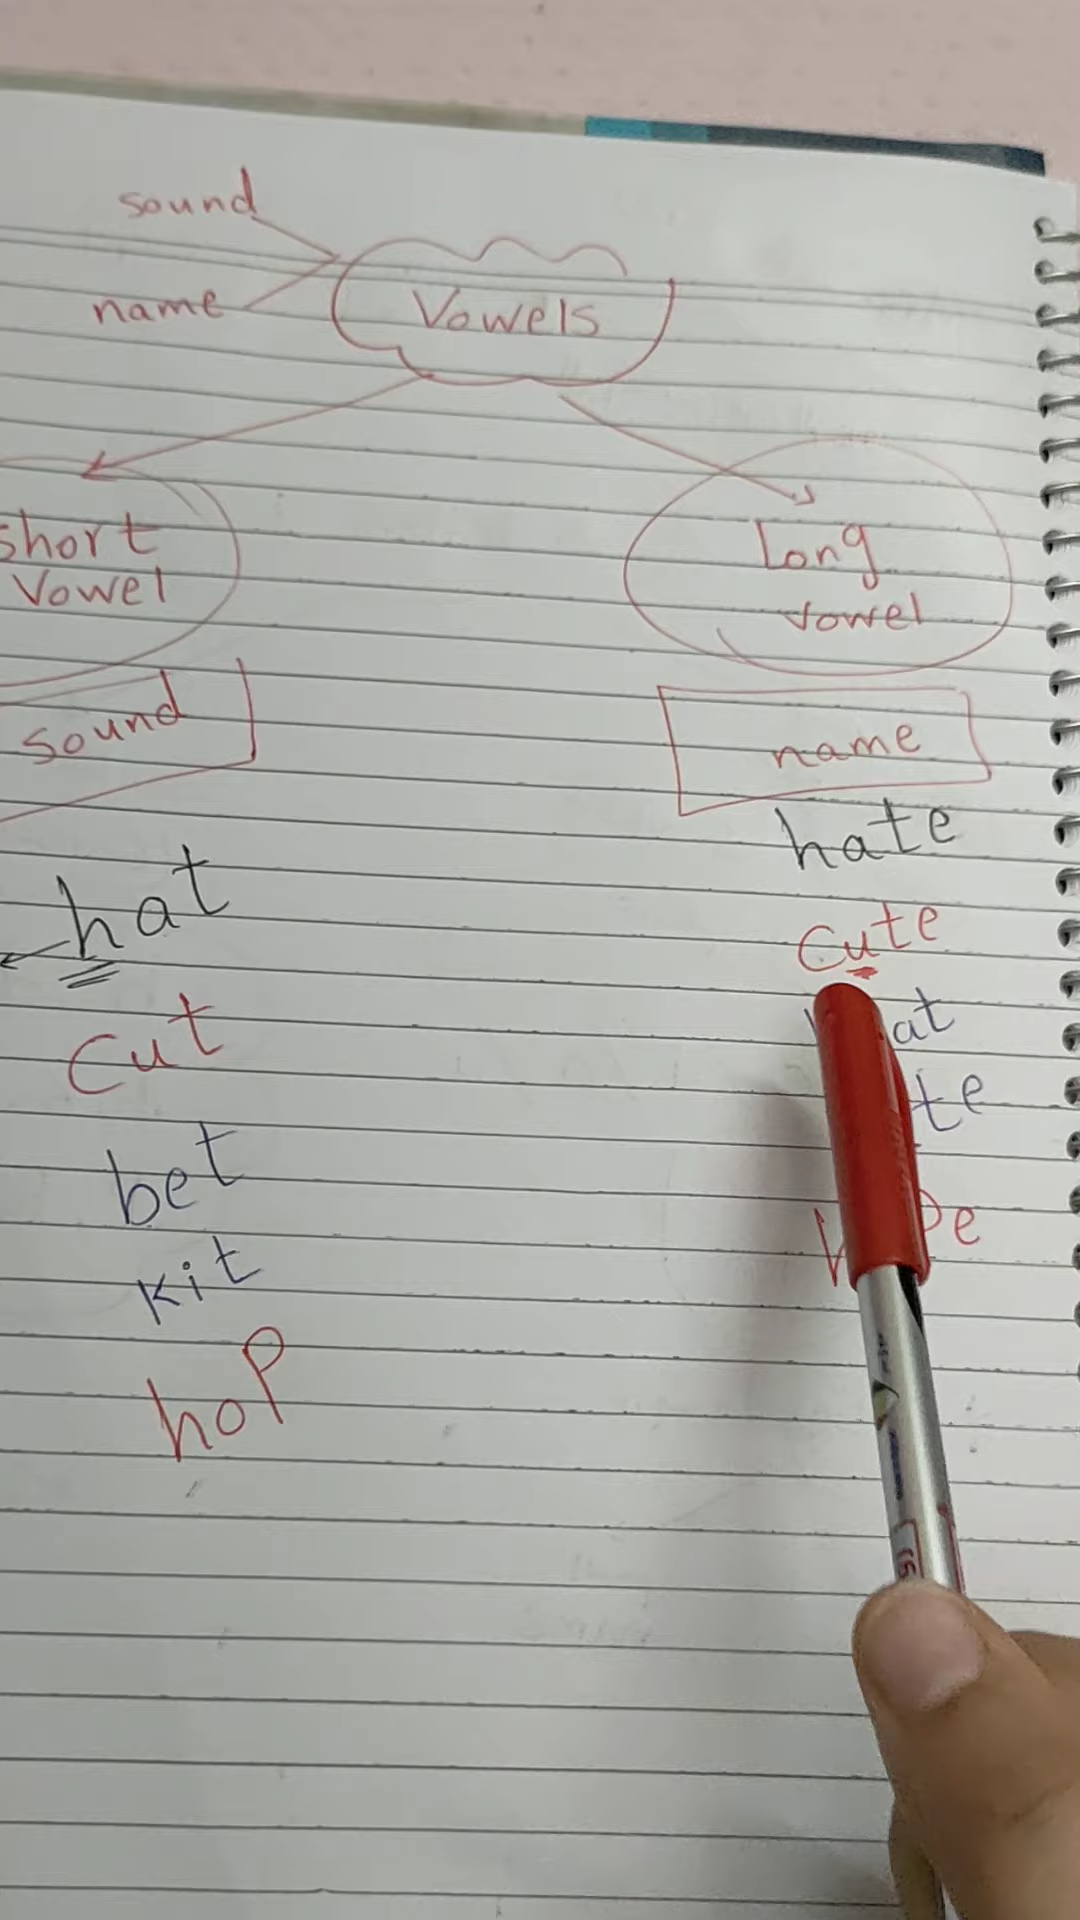 sound
name
Vowels
short
Vowel
Long
vowel
sound
name
hat
hate
Cut
Cute
bet
kit
hop